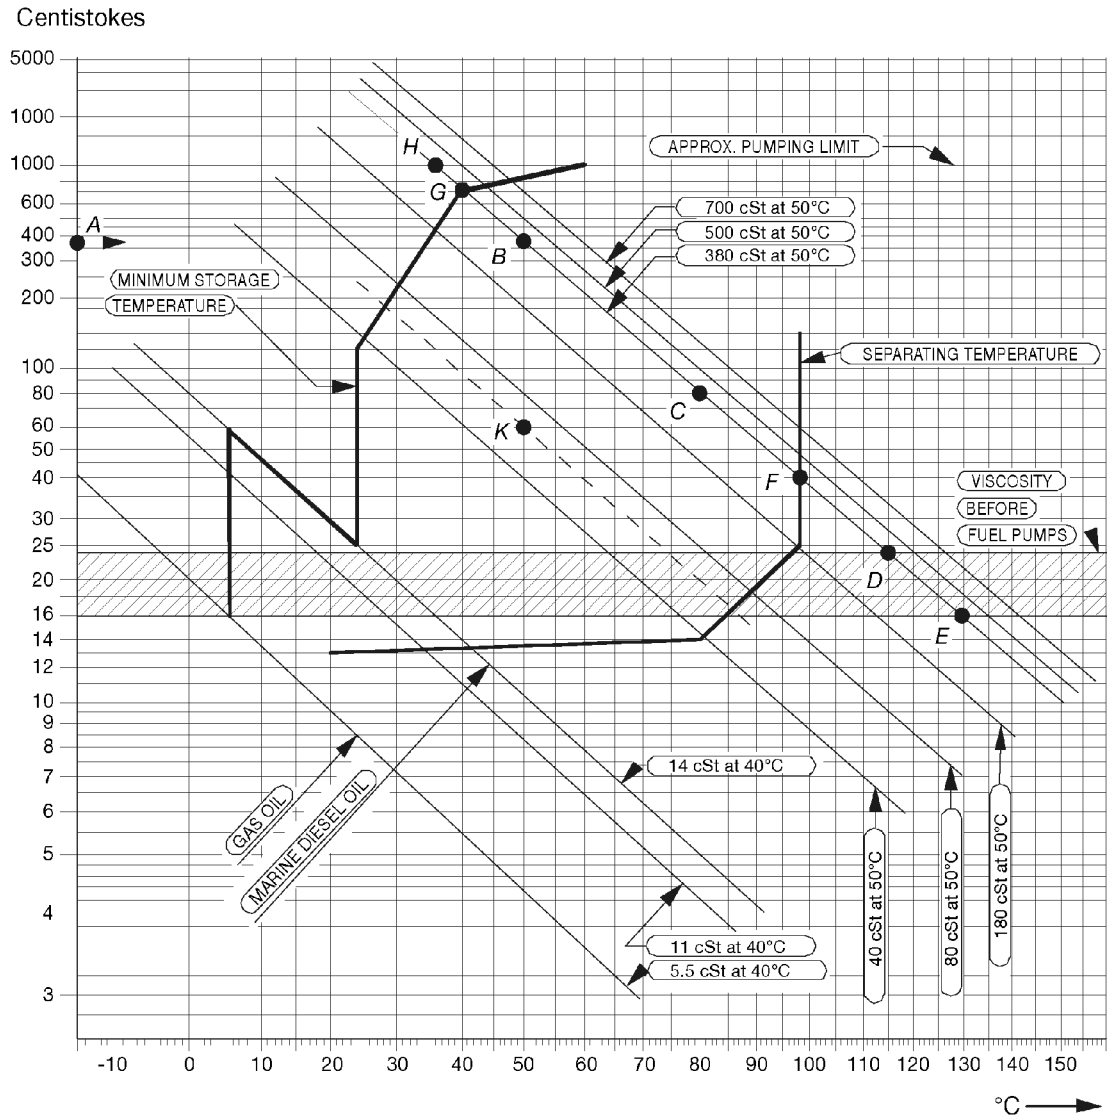 Centistokes
5000
1000
1000
600
400
300
200
100
80
60
50
40
30
25
20
16
14
12
10
9
8
7
6
5
4
3
A
H
G
B
K
C
F
D
E
APPROX. PUMPING LIMIT
700 cSt at 50°C
500 cSt at 50°C
380 cSt at 50°C
MINIMUM STORAGE
TEMPERATURE
SEPARATING TEMPERATURE
VISCOSITY
BEFORE
FUEL PUMPS
GAS OIL
MARINE DIESEL OIL
14 cSt at 40°C
11 cSt at 40°C
5.5 cSt at 40°C
40 cSt at 50°C
80 cSt at 50°C
180 cSt at 50°C
-10 0 10 20 30 40 50 60 70 80 90 100 110 120 130 140 150
°C